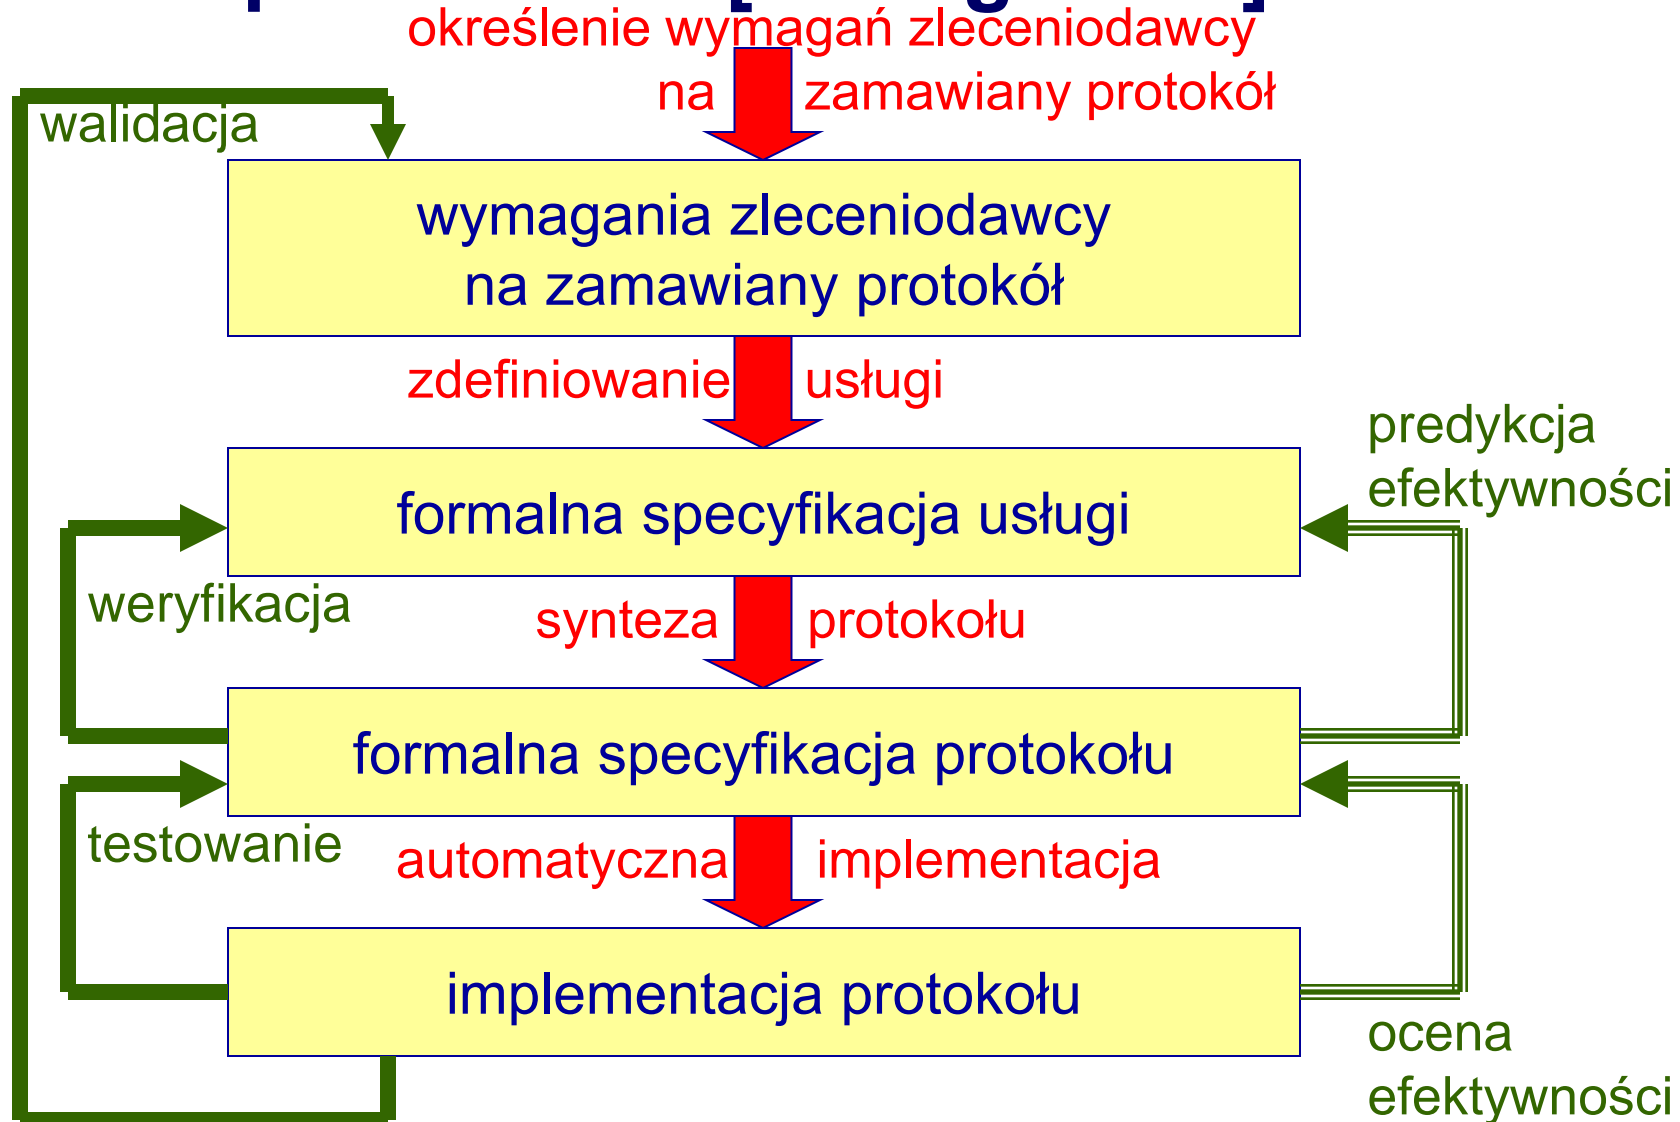 określenie wymagań zleceniodawcy
na zamawiany protokół
walidacja
wymagania zleceniodawcy
na zamawiany protokół
zdefiniowanie usługi
predykcja
efektywności
formalna specyfikacja usługi
weryfikacja
synteza protokołu
formalna specyfikacja protokołu
testowanie
automatyczna implementacja
implementacja protokołu
ocena
efektywności